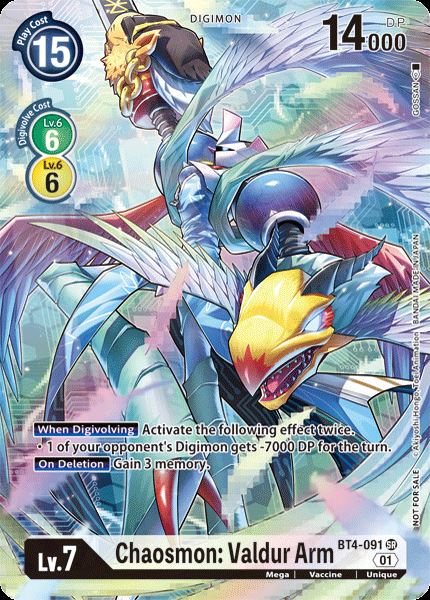 Play Cost
15
DIGIMON
DP
14000
Digivolve Cost
Lv.6
6
Lv.6
6
GOSSAN
© Akiyoshi Hongo, Toei Animation BANDAI MADE IN JAPAN
NOT FOR SALE
When Digivolving Activate the following effect twice.
• 1 of your opponent's Digimon gets -7000 DP for the turn.
On Deletion Gain 3 memory.
Lv.7
Chaosmon: Valdur Arm
BT4-091 SR
01
Mega Vaccine Unique